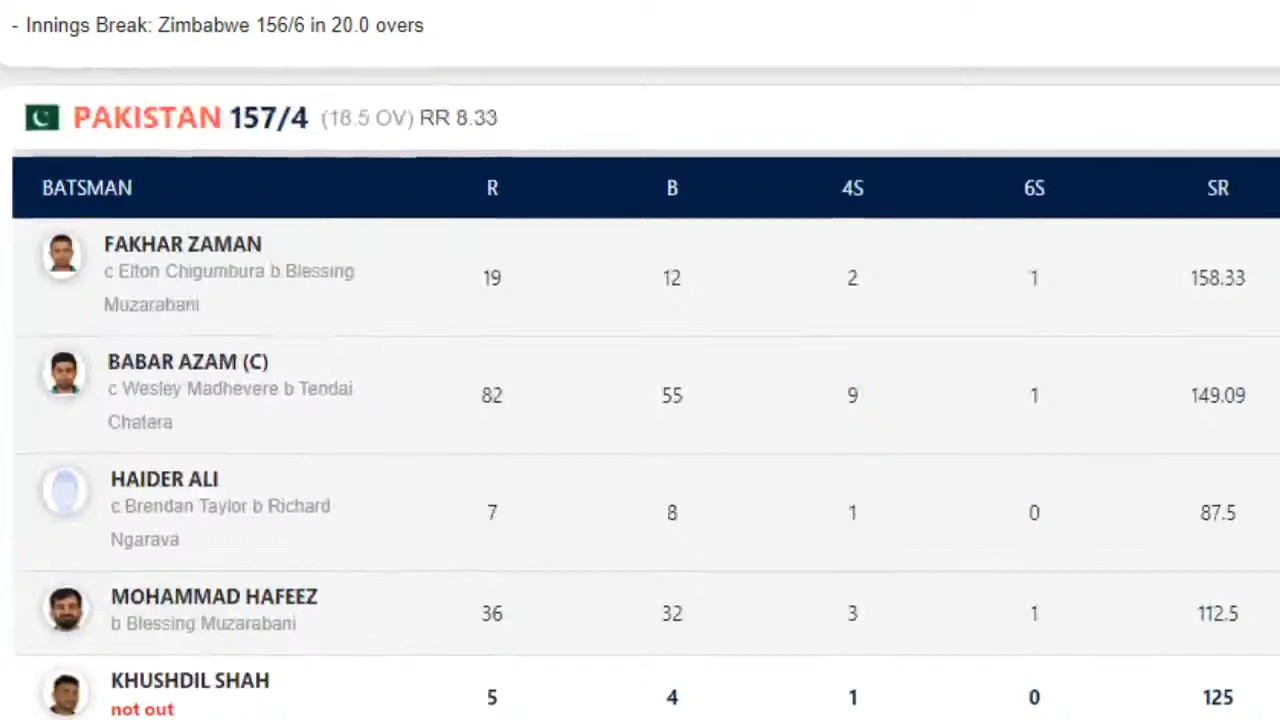 - Innings Break: Zimbabwe 156/6 in 20.0 overs
PAKISTAN 157/4 (18.5 OV) RR 8.33
BATSMAN R B 4S 6S SR
FAKHAR ZAMAN
c Elton Chigumbura b Blessing
Muzarabani
19 12 2 1 158.33
BABAR AZAM (C)
c Wesley Madhevere b Tendai
Chatara
82 55 9 1 149.09
HAIDER ALI
c Brendan Taylor b Richard
Ngarava
7 8 1 0 87.5
MOHAMMAD HAFEEZ
b Blessing Muzarabani
36 32 3 1 112.5
KHUSHDIL SHAH
not out
5 4 1 0 125